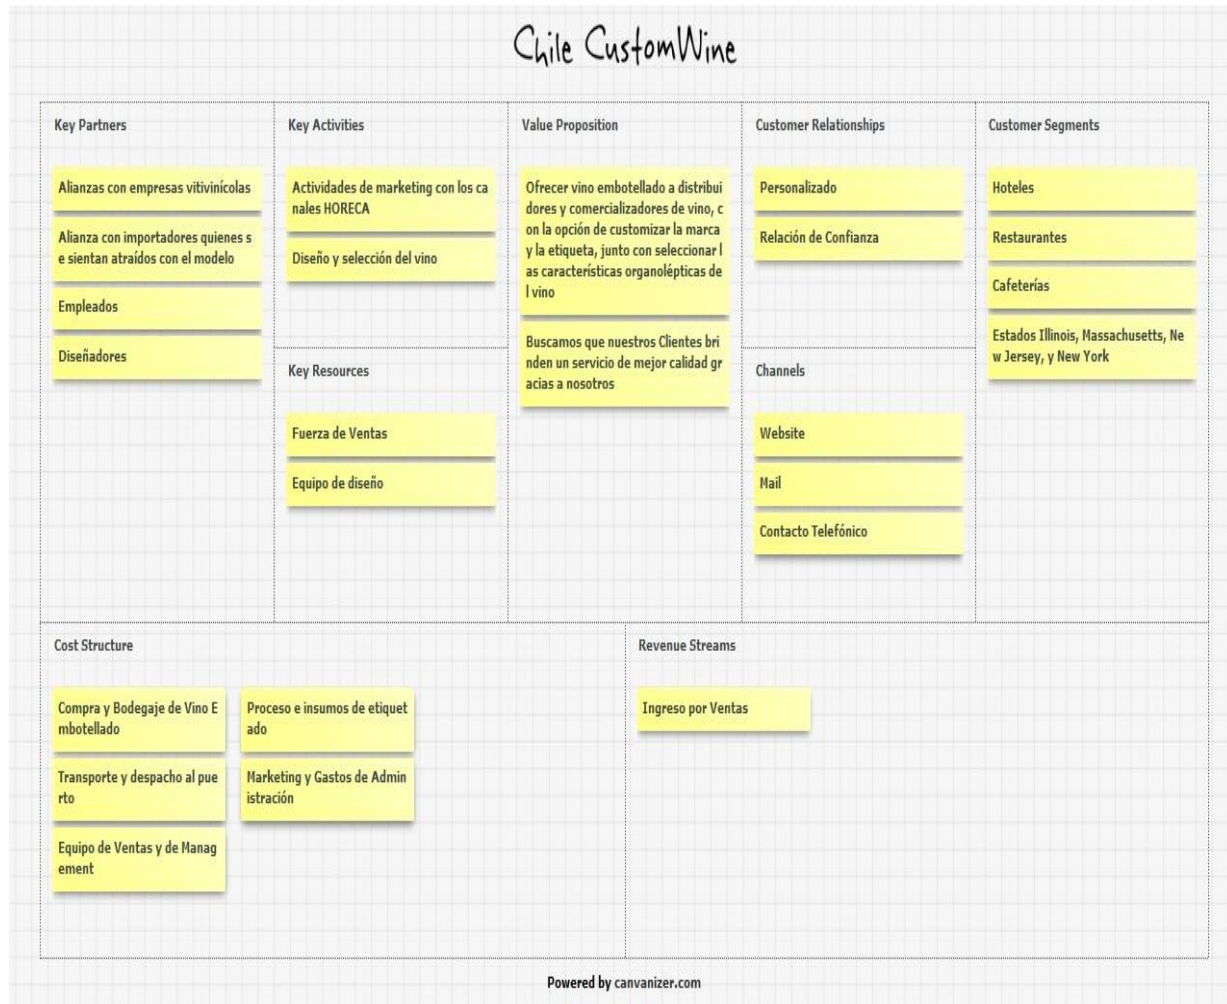 Chile CustomWine
Key Partners
Alianzas con empresas vitivinícolas
Alianza con importadores quienes s
e sientan atraídos con el modelo
Empleados
Diseñadores
Key Activities
Actividades de marketing con los ca
nales HORECA
Diseño y selección del vino
Key Resources
Fuerza de Ventas
Equipo de diseño
Value Proposition
Ofrecer vino embotellado a distribui
dores y comercializadores de vino, c
on la opción de customizar la marca
y la etiqueta, junto con seleccionar l
as características organolépticas de
l vino
Buscamos que nuestros Clientes bri
nden un servicio de mejor calidad gr
acias a nosotros
Customer Relationships
Personalizado
Relación de Confianza
Channels
Website
Mail
Contacto Telefónico
Customer Segments
Hoteles
Restaurantes
Cafeterías
Estados Illinois, Massachusetts, Ne
w Jersey, y New York
Cost Structure
Compra y Bodegaje de Vino E
mbotellado
Transporte y despacho al pue
rto
Equipo de Ventas y de Manag
ement
Proceso e insumos de etiquet
ado
Marketing y Gastos de Admin
istración
Revenue Streams
Ingreso por Ventas
Powered by canvanizer.com